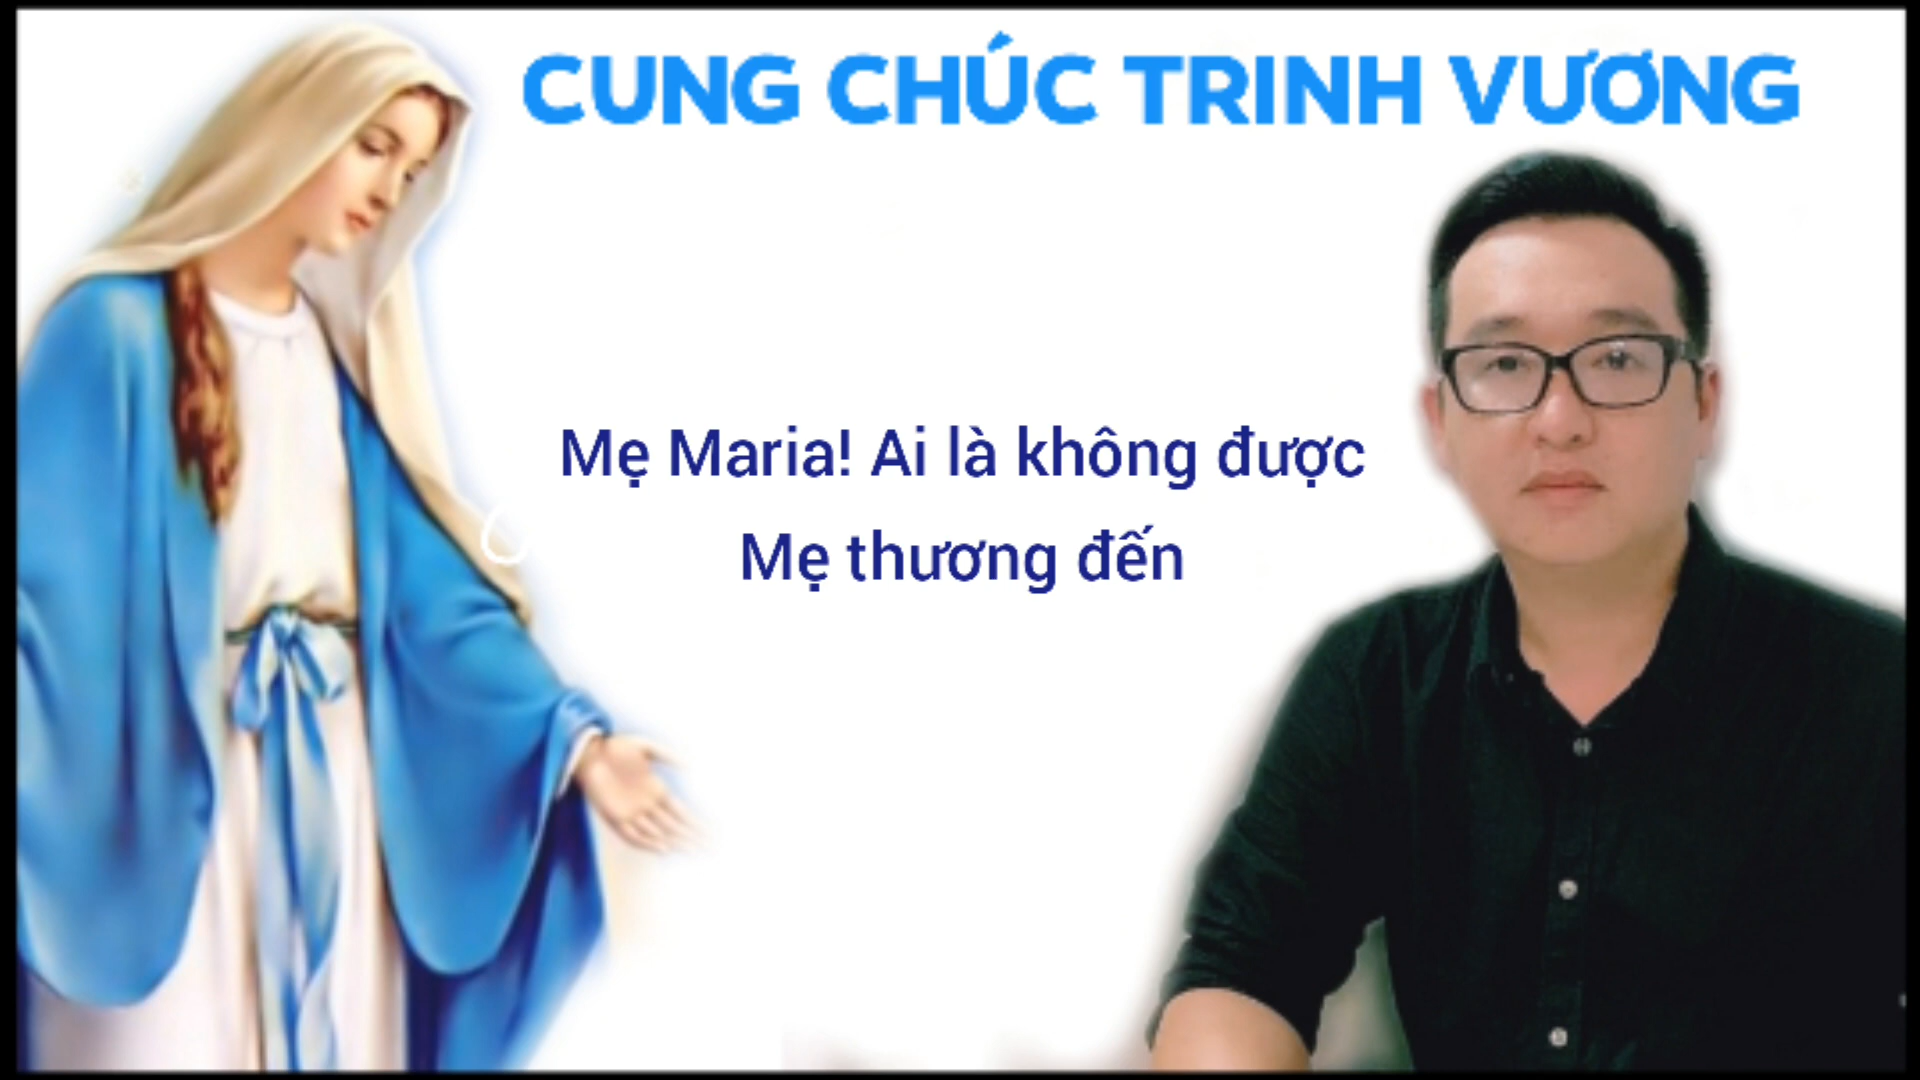 CUNG CHÚC TRINH VƯƠNG
Mẹ Maria! Ai là không được
Mẹ thương đến